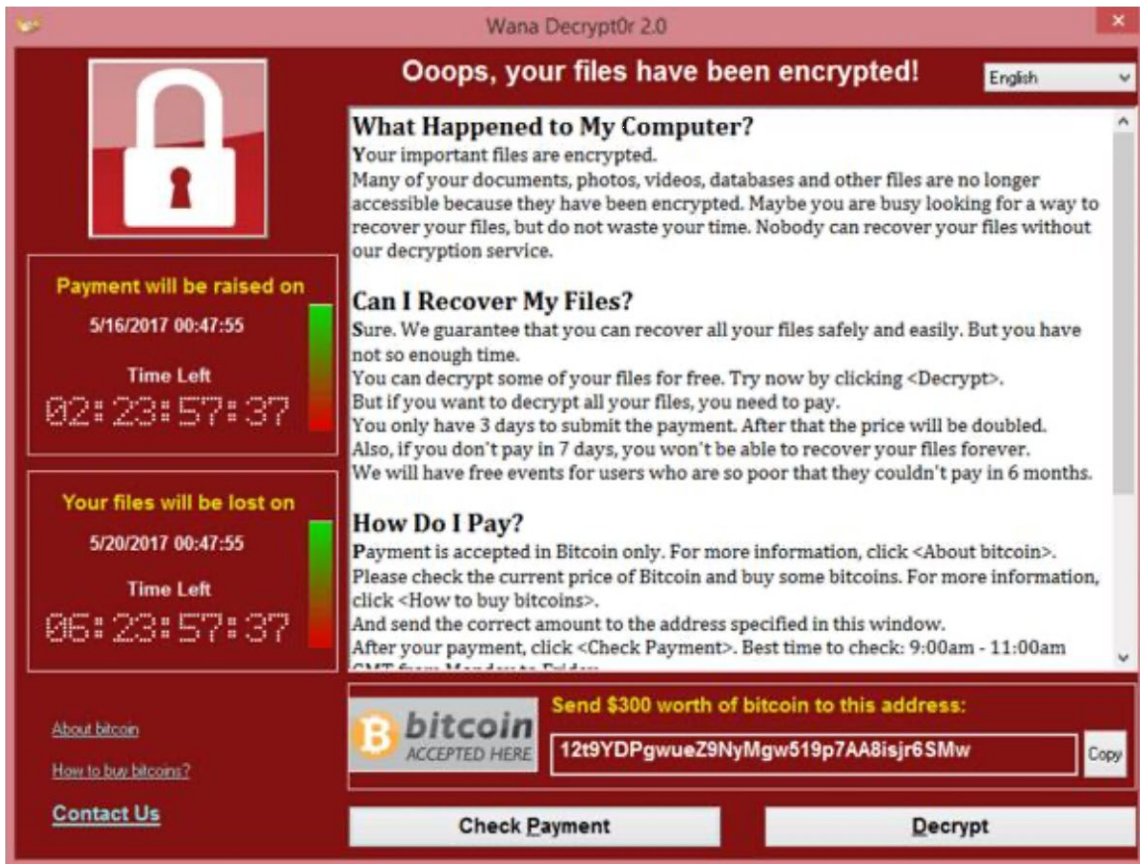 Wana Decrypt0r 2.0
Ooops, your files have been encrypted!
English
What Happened to My Computer?
Your important files are encrypted.
Many of your documents, photos, videos, databases and other files are no longer
accessible because they have been encrypted. Maybe you are busy looking for a way to
recover your files, but do not waste your time. Nobody can recover your files without
our decryption service.
Can I Recover My Files?
Sure. We guarantee that you can recover all your files safely and easily. But you have
not so enough time.
You can decrypt some of your files for free. Try now by clicking <Decrypt>.
But if you want to decrypt all your files, you need to pay.
You only have 3 days to submit the payment. After that the price will be doubled.
Also, if you don't pay in 7 days, you won't be able to recover your files forever.
We will have free events for users who are so poor that they couldn't pay in 6 months.
How Do I Pay?
Payment is accepted in Bitcoin only. For more information, click <About bitcoin>.
Please check the current price of Bitcoin and buy some bitcoins. For more information,
click <How to buy bitcoins>.
And send the correct amount to the address specified in this window.
After your payment, click <Check Payment>. Best time to check: 9:00am - 11:00am
GMT from Monday to Friday.
Payment will be raised on
5/16/2017 00:47:55
Time Left
02:23:57:37
Your files will be lost on
5/20/2017 00:47:55
Time Left
06:23:57:37
About bitcoin
How to buy bitcoins?
Contact Us
bitcoin
ACCEPTED HERE
Send $300 worth of bitcoin to this address:
12t9YDPgwueZ9NyMgw519p7AA8isjr6SMw
Copy
Check Payment
Decrypt